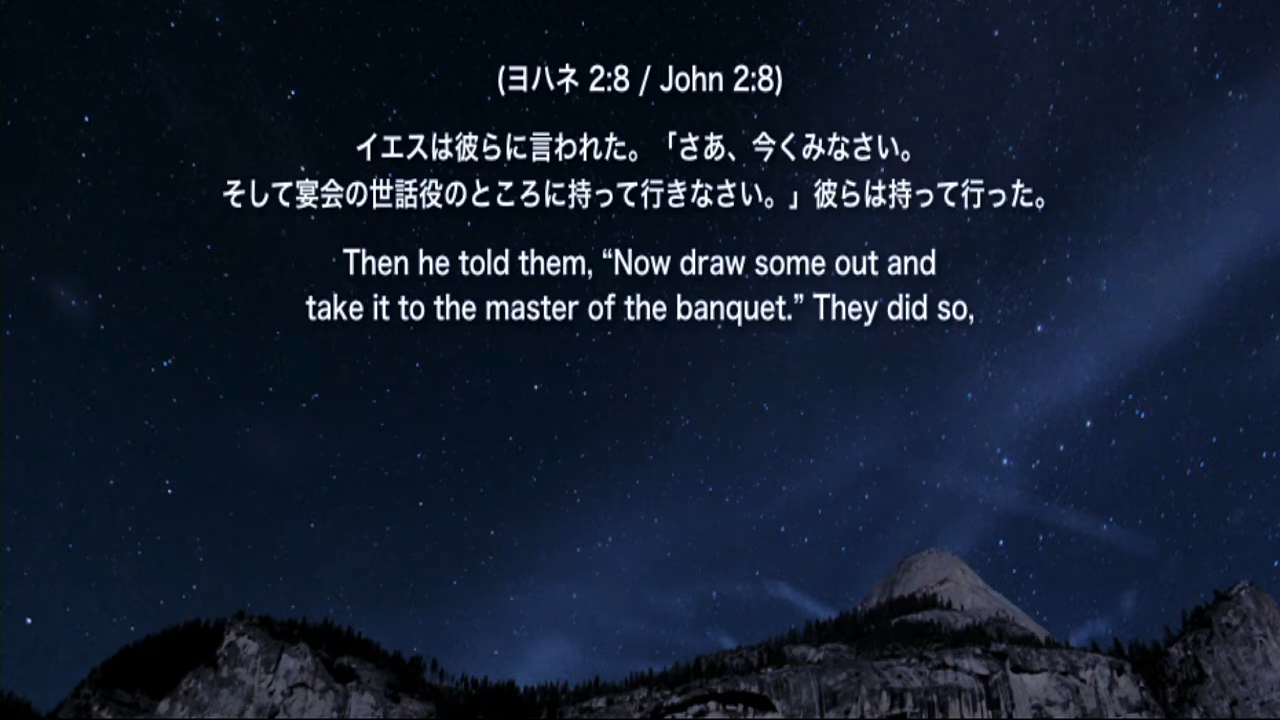 (ヨハネ 2:8 / John 2:8)
イエスは彼らに言われた。「さあ、今くみなさい。
そして宴会の世話役のところに持って行きなさい。」彼らは持って行った。
Then he told them, “Now draw some out and
take it to the master of the banquet.” They did so,